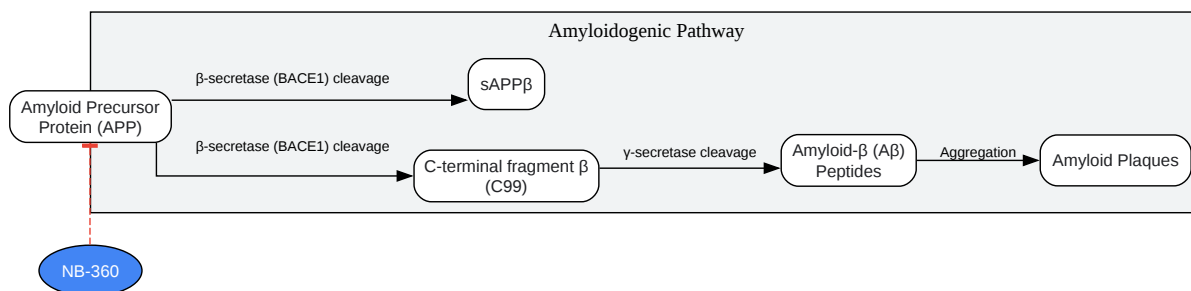 Amyloidogenic Pathway
β-secretase (BACE1) cleavage
sAPPβ
Amyloid Precursor
Protein (APP)
β-secretase (BACE1) cleavage
C-terminal fragment β
(C99)
γ-secretase cleavage
Amyloid-β (Aβ)
Peptides
Aggregation
Amyloid Plaques
NB-360